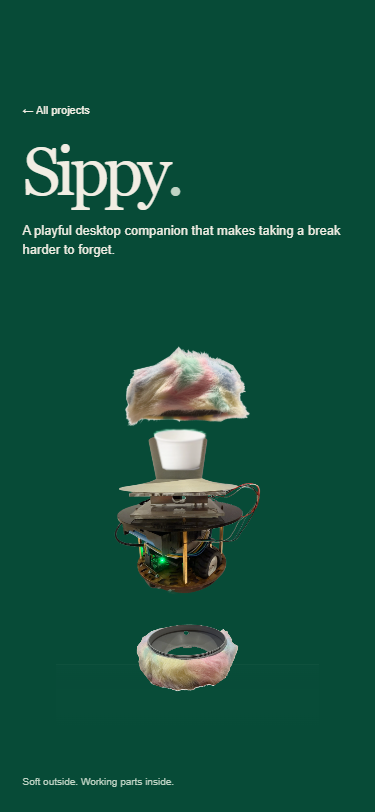 ← All projects
Sippy.
A playful desktop companion that makes taking a break
harder to forget.
Soft outside. Working parts inside.